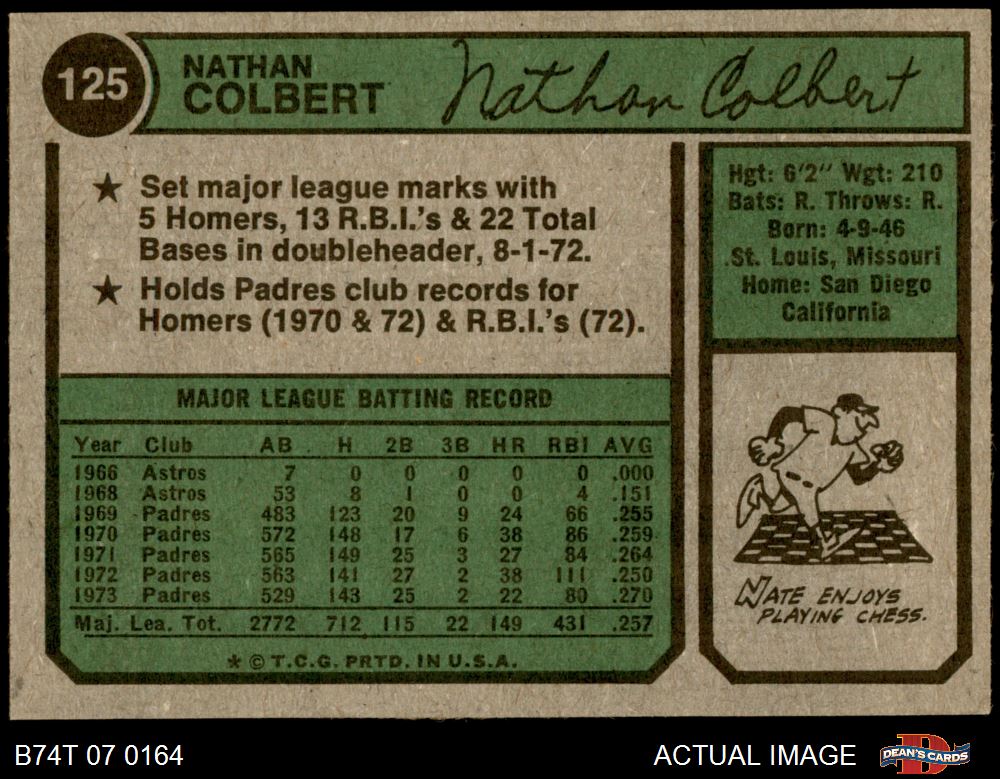 125
NATHAN
COLBERT
Nathan Colbert
★ Set major league marks with
5 Homers, 13 R.B.I.'s & 22 Total
Bases in doubleheader, 8-1-72.
★ Holds Padres club records for
Homers (1970 & 72) & R.B.I.'s (72).
Hgt: 6'2" Wgt: 210
Bats: R. Throws: R.
Born: 4-9-46
St. Louis, Missouri
Home: San Diego
California
MAJOR LEAGUE BATTING RECORD
Year Club AB H 2B 3B HR RBI AVG
1966 Astros 7 0 0 0 0 0 .000
1968 Astros 53 8 1 0 0 4 .151
1969 Padres 483 123 20 9 24 66 .255
1970 Padres 572 148 17 6 38 86 .259
1971 Padres 565 149 25 3 27 84 .264
1972 Padres 563 141 27 2 38 111 .250
1973 Padres 529 143 25 2 22 80 .270
Maj. Lea. Tot. 2772 712 115 22 149 431 .257
* © T.C.G. PRTD. IN U.S.A.
NATE ENJOYS
PLAYING CHESS.
B74T 07 0164
ACTUAL IMAGE
DEAN'S CARDS